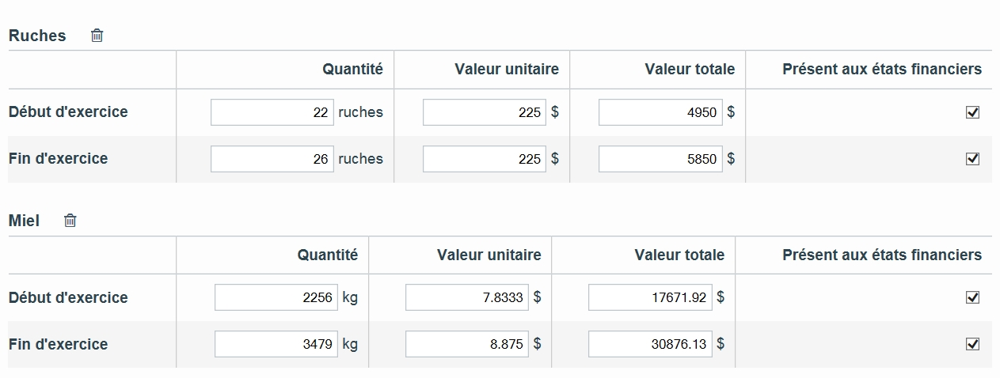 Ruches
Quantité Valeur unitaire Valeur totale Présent aux états financiers
Début d'exercice 22 ruches 225 $ 4950 $
Fin d'exercice 26 ruches 225 $ 5850 $
Miel
Quantité Valeur unitaire Valeur totale Présent aux états financiers
Début d'exercice 2256 kg 7.8333 $ 17671.92 $
Fin d'exercice 3479 kg 8.875 $ 30876.13 $